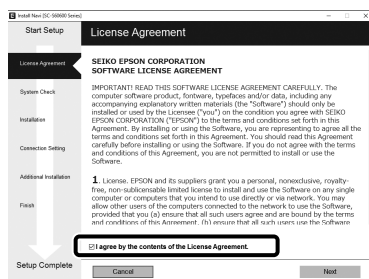 Install Navi [SC-S60600 Series]
Start Setup
License Agreement
License Agreement
System Check
Installation
Connection Setting
Additional Installation
Finish
Setup Complete
SEIKO EPSON CORPORATION
SOFTWARE LICENSE AGREEMENT
IMPORTANT! READ THIS SOFTWARE LICENSE AGREEMENT CAREFULLY. The
computer software product, fontware, typefaces and/or data, including any
accompanying explanatory written materials (the "Software") should only be
installed or used by the Licensee ("you") on the condition you agree with SEIKO
EPSON CORPORATION ("EPSON") to the terms and conditions set forth in this
Agreement. By installing or using the Software, you are representing to agree all the
terms and conditions set forth in this Agreement. You should read this Agreement
carefully before installing or using the Software. If you do not agree with the terms
and conditions of this Agreement, you are not permitted to install or use the
Software.
1. License. EPSON and its suppliers grant you a personal, nonexclusive, royalty-
free, non-sublicensable limited license to install and use the Software on any single
computer or computers that you intend to use directly or via network. You may
allow other users of the computers connected to the network to use the Software,
provided that you (a) ensure that all such users agree and are bound by the terms
and conditions of this Agreement, (b) ensure that all such users use the Software
I agree by the contents of the License Agreement.
Cancel
Next